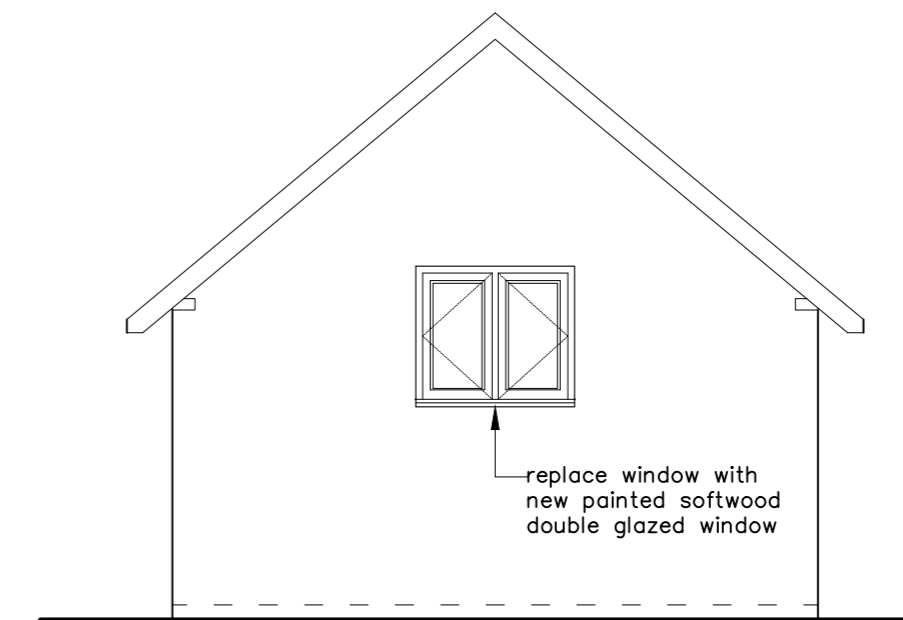 replace window with
new painted softwood
double glazed window